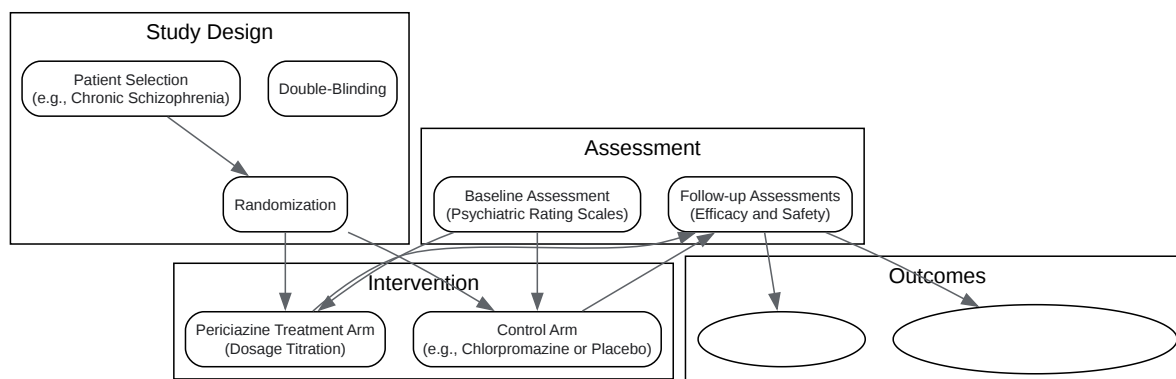 Study Design
Patient Selection
(e.g., Chronic Schizophrenia)
Double-Blinding
Randomization
Assessment
Baseline Assessment
(Psychiatric Rating Scales)
Follow-up Assessments
(Efficacy and Safety)
Intervention
Periciazine Treatment Arm
(Dosage Titration)
Control Arm
(e.g., Chlorpromazine or Placebo)
Outcomes